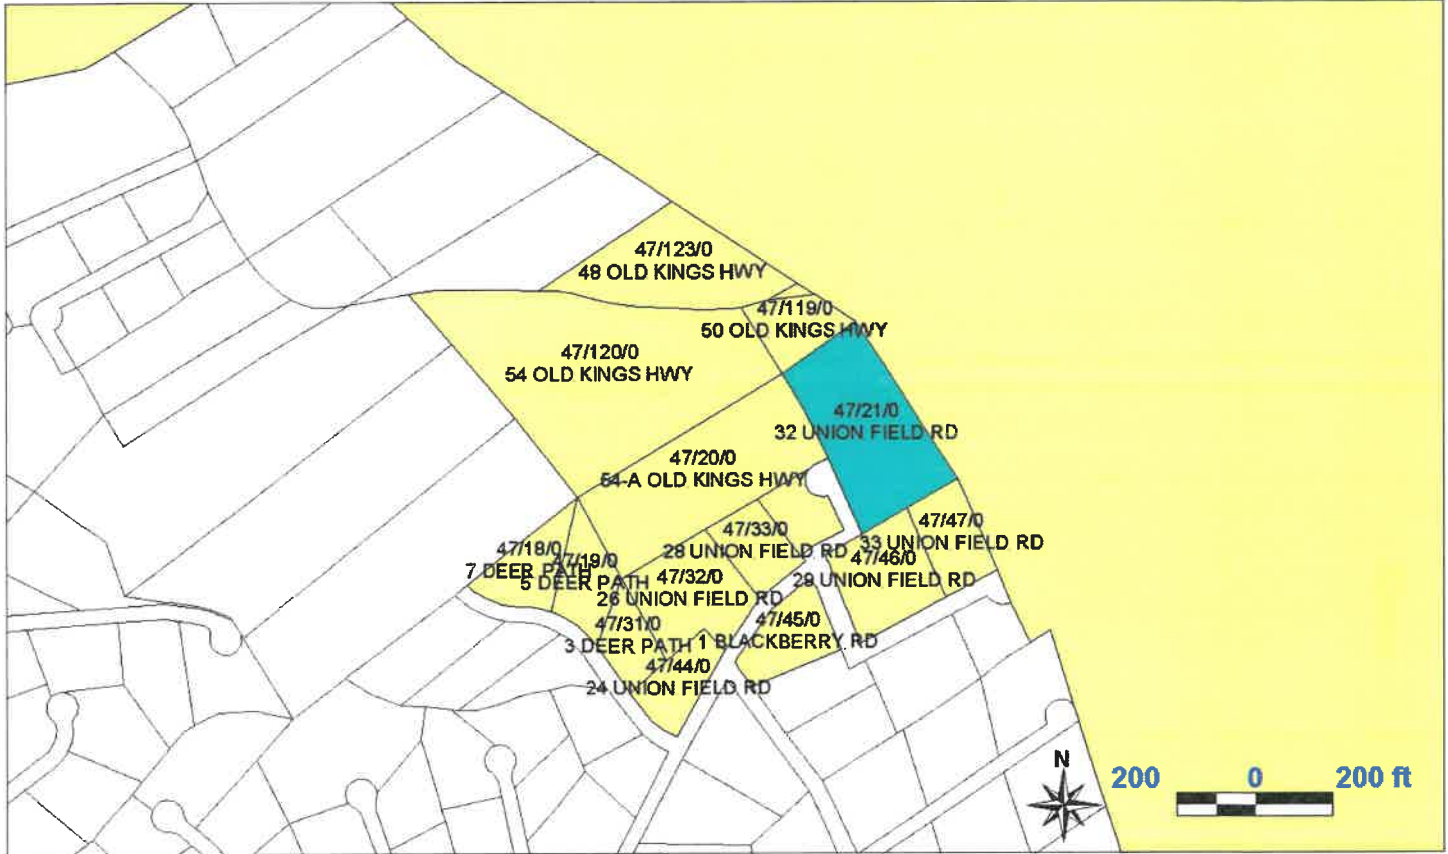 47/123/0
48 OLD KINGS HWY
47/119/0
50 OLD KINGS HWY
47/120/0
54 OLD KINGS HWY
47/21/0
32 UNION FIELD RD
47/20/0
54-A OLD KINGS HWY
47/33/0
28 UNION FIELD RD
47/47/0
33 UNION FIELD RD
47/46/0
29 UNION FIELD RD
47/18/0
7 DEER PATH
47/19/0
5 DEER PATH
47/32/0
26 UNION FIELD RD
47/31/0
3 DEER PATH
47/45/0
1 BLACKBERRY RD
47/44/0
24 UNION FIELD RD
N
200 0 200 ft